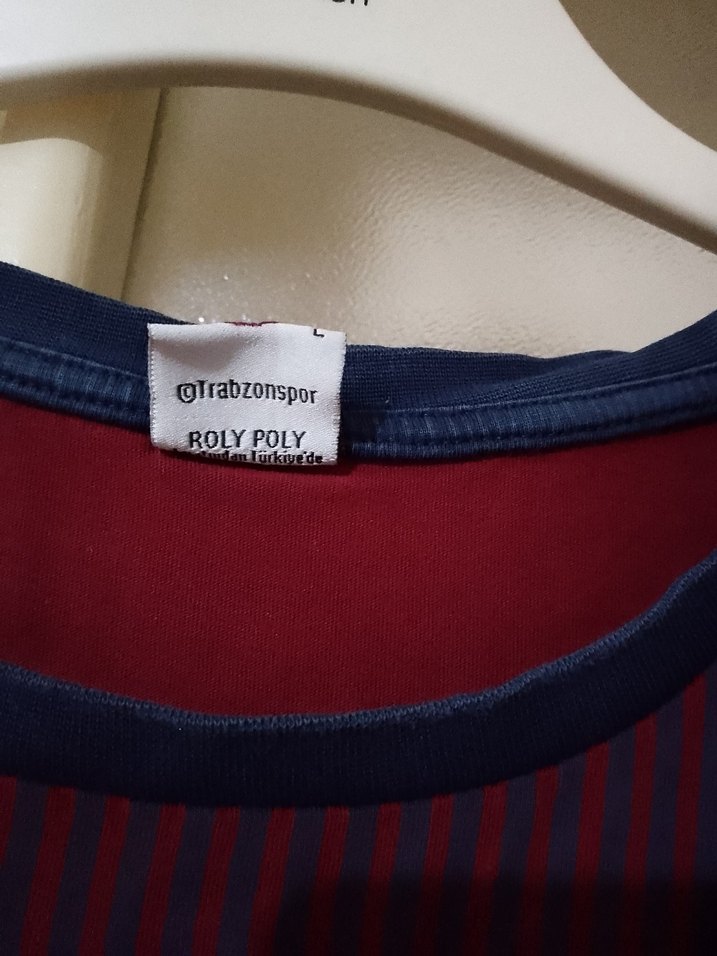 L
©Trabzonspor
ROLY POLY
Türkiye'de